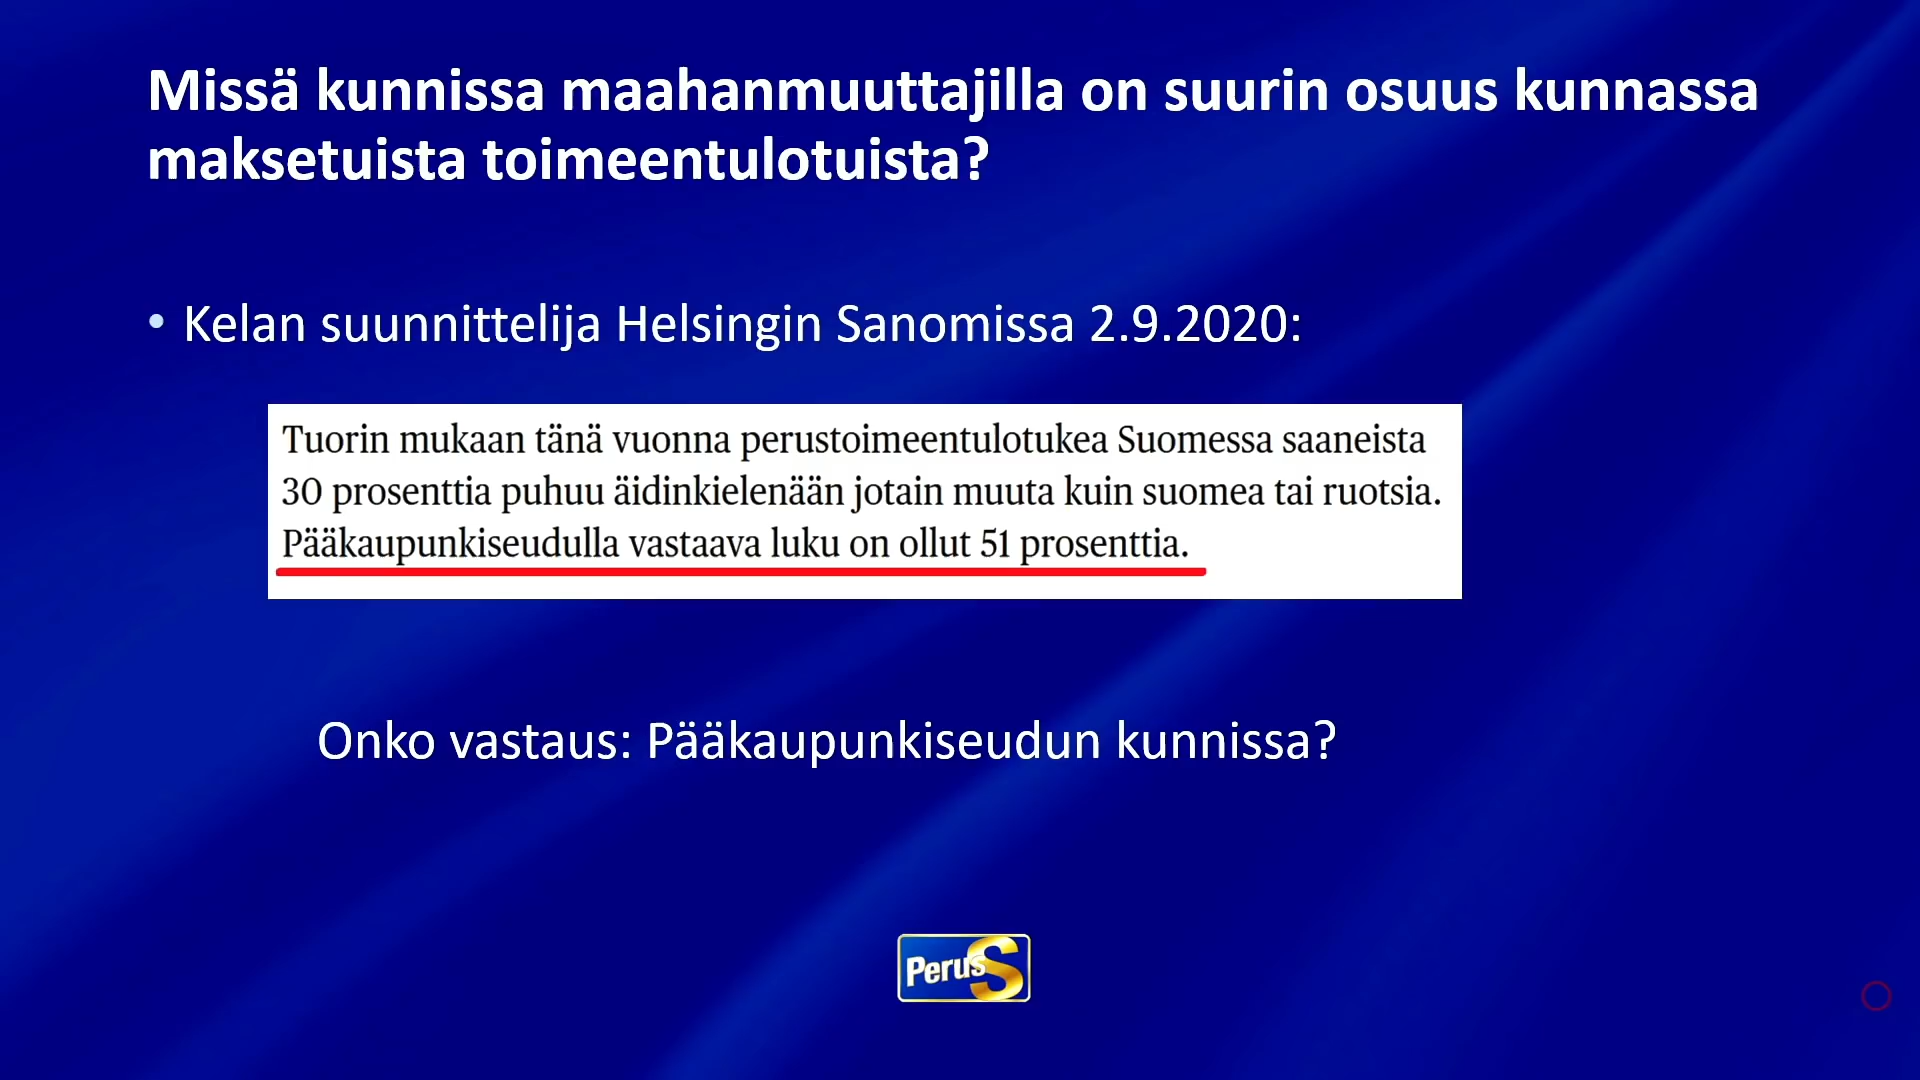 Missä kunnissa maahanmuuttajilla on suurin osuus kunnassa
maksetuista toimeentulotuista?
• Kelan suunnittelija Helsingin Sanomissa 2.9.2020:
Tuorin mukaan tänä vuonna perustoimeentulotukea Suomessa saaneista
30 prosenttia puhuu äidinkielenään jotain muuta kuin suomea tai ruotsia.
Pääkaupunkiseudulla vastaava luku on ollut 51 prosenttia.
Onko vastaus: Pääkaupunkiseudun kunnissa?
PerusS